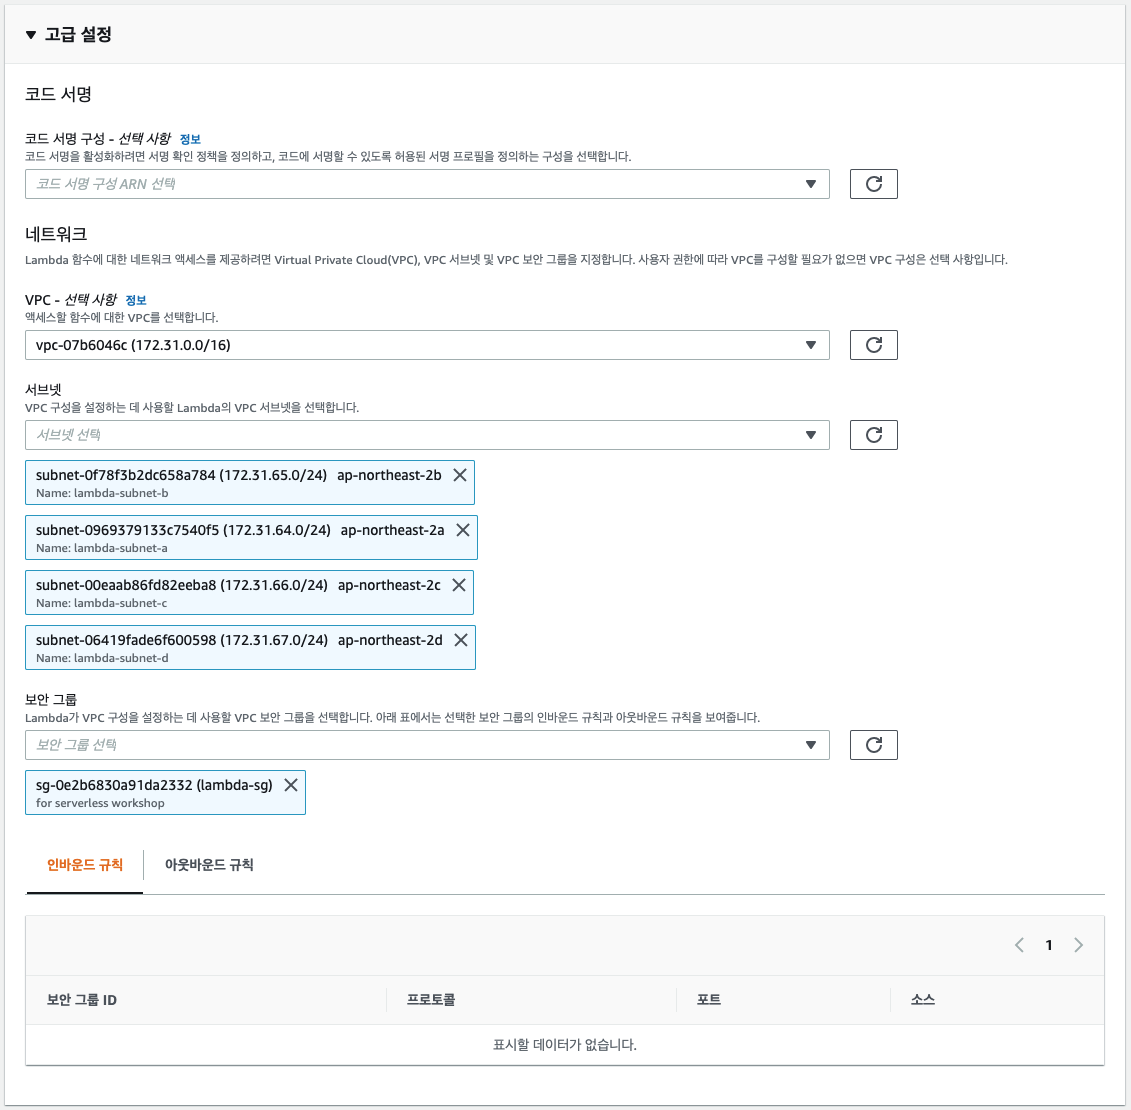 고급 설정
코드 서명
코드 서명 구성 - 선택 사항 정보
코드 서명을 활성화하려면 서명 확인 정책을 정의하고, 코드에 서명할 수 있도록 허용된 서명 프로필을 정의하는 구성을 선택합니다.
코드 서명 구성 ARN 선택
네트워크
Lambda 함수에 대한 네트워크 액세스를 제공하려면 Virtual Private Cloud(VPC), VPC 서브넷 및 VPC 보안 그룹을 지정합니다. 사용자 권한에 따라 VPC를 구성할 필요가 없으면 VPC 구성은 선택 사항입니다.
VPC - 선택 사항 정보
액세스할 함수에 대한 VPC를 선택합니다.
vpc-07b6046c (172.31.0.0/16)
서브넷
VPC 구성을 설정하는 데 사용할 Lambda의 VPC 서브넷을 선택합니다.
서브넷 선택
subnet-0f78f3b2dc658a784 (172.31.65.0/24) ap-northeast-2b
Name: lambda-subnet-b
subnet-0969379133c7540f5 (172.31.64.0/24) ap-northeast-2a
Name: lambda-subnet-a
subnet-00eaab86fd82eeba8 (172.31.66.0/24) ap-northeast-2c
Name: lambda-subnet-c
subnet-06419fade6f600598 (172.31.67.0/24) ap-northeast-2d
Name: lambda-subnet-d
보안 그룹
Lambda가 VPC 구성을 설정하는 데 사용할 VPC 보안 그룹을 선택합니다. 아래 표에서는 선택한 보안 그룹의 인바운드 규칙과 아웃바운드 규칙을 보여줍니다.
보안 그룹 선택
sg-0e2b6830a91da2332 (lambda-sg)
for serverless workshop
인바운드 규칙 아웃바운드 규칙
1
보안 그룹 ID 프로토콜 포트 소스
표시할 데이터가 없습니다.